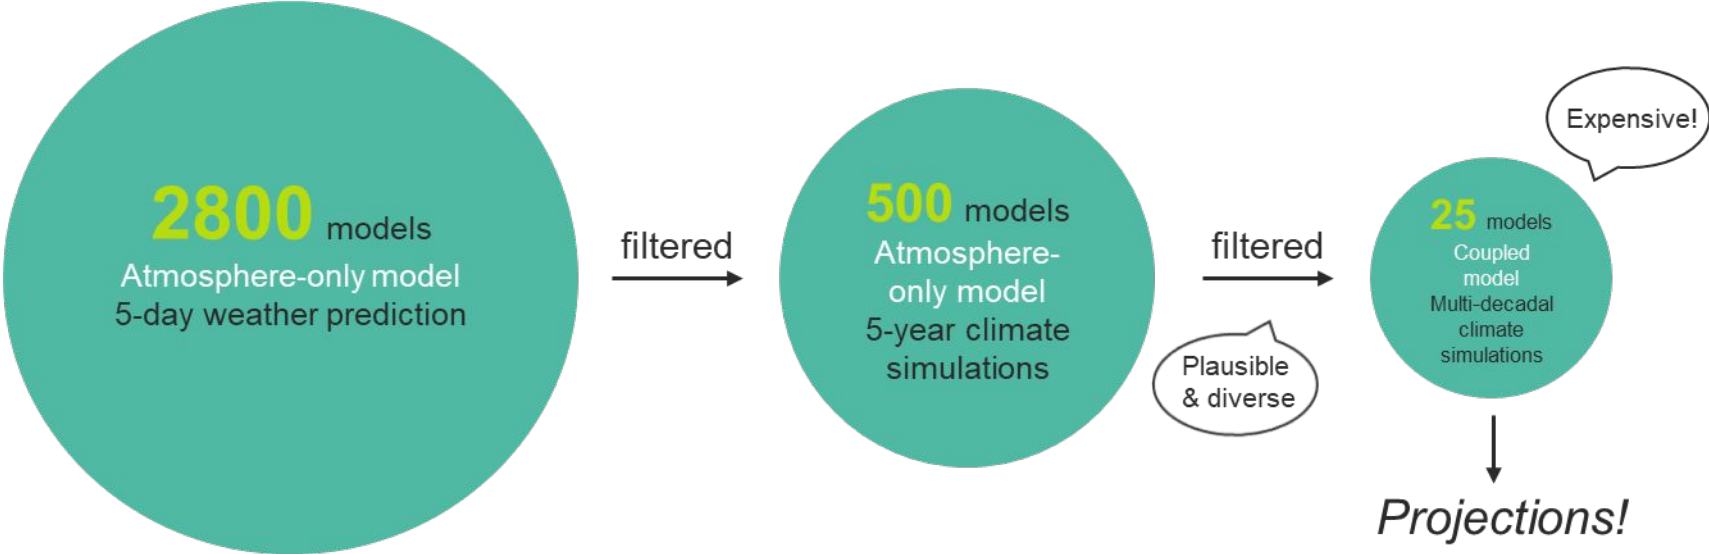 2800 models
Atmosphere-only model
5-day weather prediction
filtered
500 models
Atmosphere-
only model
5-year climate
simulations
filtered
Plausible
& diverse
Expensive!
25 models
Coupled
model
Multi-decadal
climate
simulations
Projections!